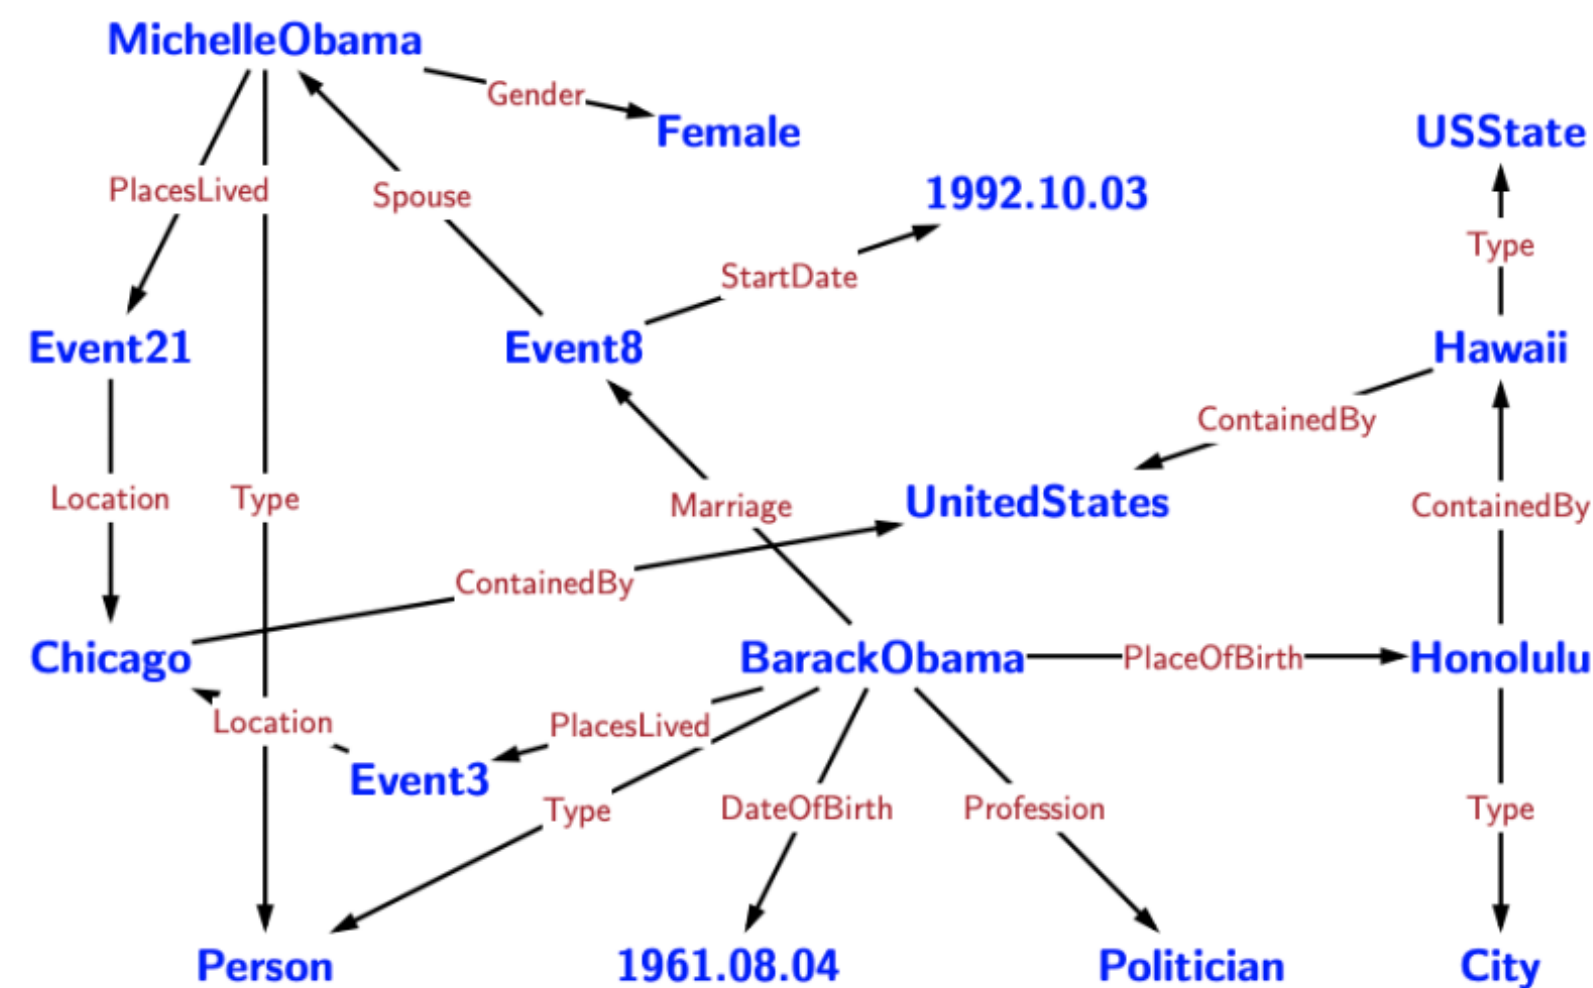 MichelleObama
Gender
Female
USState
PlacesLived
Spouse
1992.10.03
Type
StartDate
Event21
Event8
Hawaii
ContainedBy
Location
Type
Marriage
UnitedStates
ContainedBy
ContainedBy
Chicago
BarackObama
PlaceOfBirth
Honolulu
Location
PlacesLived
Event3
Type
DateOfBirth
Profession
Type
Person
1961.08.04
Politician
City